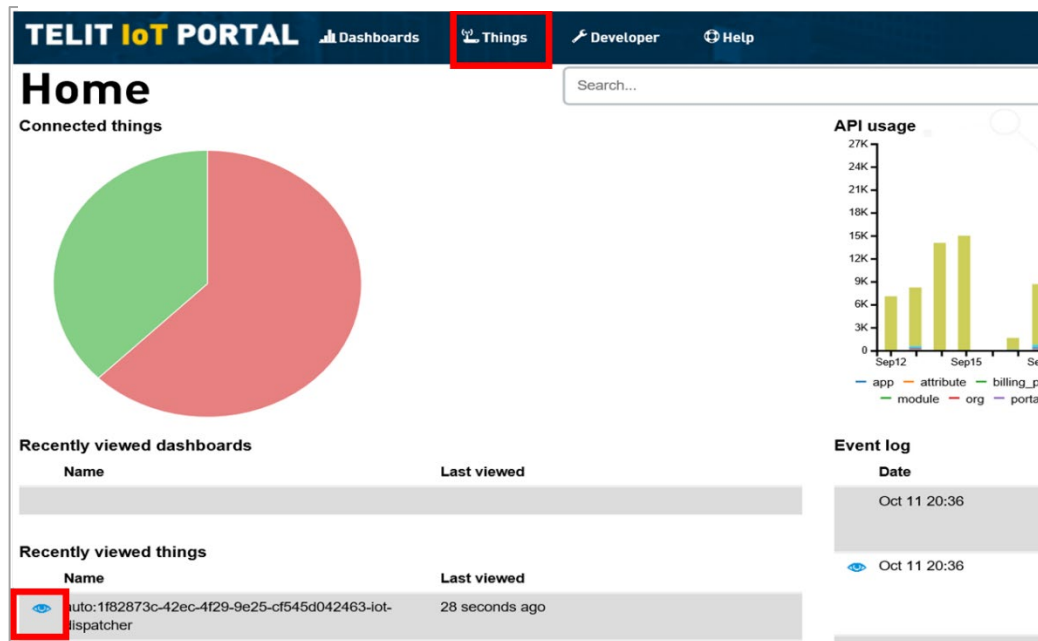 TELIT IoT PORTAL Dashboards Things Developer Help
Home
Search...
Connected things
API usage
27K
24K
21K
18K
15K
12K
9K
6K
3K
0
Sep12 Sep15
app attribute
module org
Recently viewed dashboards
Name Last viewed
Event log
Date
Oct 11 20:36
Oct 11 20:36
Recently viewed things
Name Last viewed
auto:1f82873c-42ec-4f29-9e25-cf545d042463-iot- 28 seconds ago
dispatcher